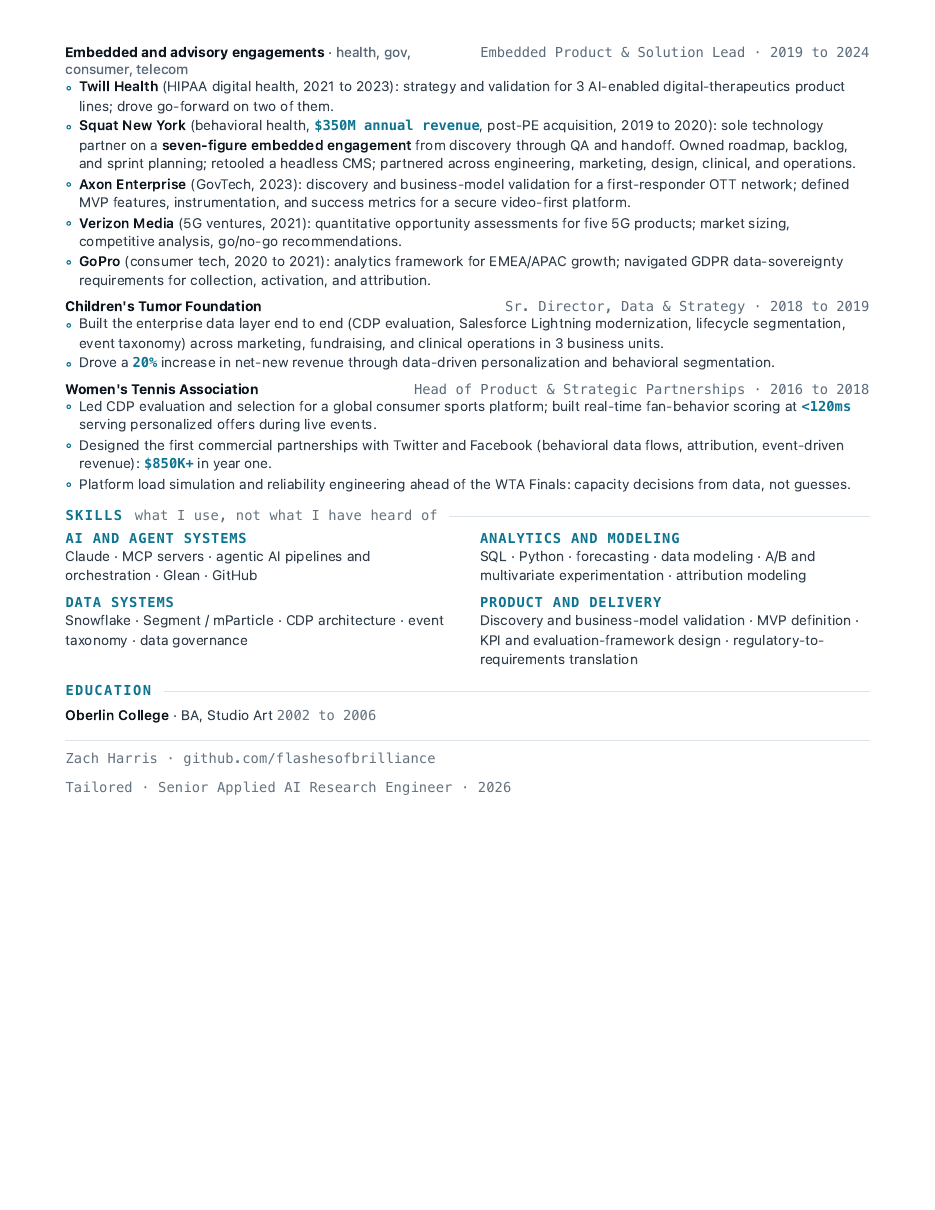 Embedded and advisory engagements · health, gov, consumer, telecom
Embedded Product & Solution Lead · 2019 to 2024
Twill Health (HIPAA digital health, 2021 to 2023): strategy and validation for 3 AI-enabled digital-therapeutics product
lines; drove go-forward on two of them.
Squat New York (behavioral health, $350M annual revenue, post-PE acquisition, 2019 to 2020): sole technology
partner on a seven-figure embedded engagement from discovery through QA and handoff. Owned roadmap, backlog,
and sprint planning; retooled a headless CMS; partnered across engineering, marketing, design, clinical, and operations.
Axon Enterprise (GovTech, 2023): discovery and business-model validation for a first-responder OTT network; defined
MVP features, instrumentation, and success metrics for a secure video-first platform.
Verizon Media (5G ventures, 2021): quantitative opportunity assessments for five 5G products; market sizing,
competitive analysis, go/no-go recommendations.
GoPro (consumer tech, 2020 to 2021): analytics framework for EMEA/APAC growth; navigated GDPR data-sovereignty
requirements for collection, activation, and attribution.
Children's Tumor Foundation
Sr. Director, Data & Strategy · 2018 to 2019
Built the enterprise data layer end to end (CDP evaluation, Salesforce Lightning modernization, lifecycle segmentation,
event taxonomy) across marketing, fundraising, and clinical operations in 3 business units.
Drove a 20% increase in net-new revenue through data-driven personalization and behavioral segmentation.
Women's Tennis Association
Head of Product & Strategic Partnerships · 2016 to 2018
Led CDP evaluation and selection for a global consumer sports platform; built real-time fan-behavior scoring at <120ms
serving personalized offers during live events.
Designed the first commercial partnerships with Twitter and Facebook (behavioral data flows, attribution, event-driven
revenue): $850K+ in year one.
Platform load simulation and reliability engineering ahead of the WTA Finals: capacity decisions from data, not guesses.
SKILLS what I use, not what I have heard of
AI AND AGENT SYSTEMS
Claude · MCP servers · agentic AI pipelines and
orchestration · Glean · GitHub
ANALYTICS AND MODELING
SQL · Python · forecasting · data modeling · A/B and
multivariate experimentation · attribution modeling
DATA SYSTEMS
Snowflake · Segment / mParticle · CDP architecture · event
taxonomy · data governance
PRODUCT AND DELIVERY
Discovery and business-model validation · MVP definition ·
KPI and evaluation-framework design · regulatory-to-
requirements translation
EDUCATION
Oberlin College · BA, Studio Art 2002 to 2006
Zach Harris · github.com/flashesofbrilliance
Tailored · Senior Applied AI Research Engineer · 2026